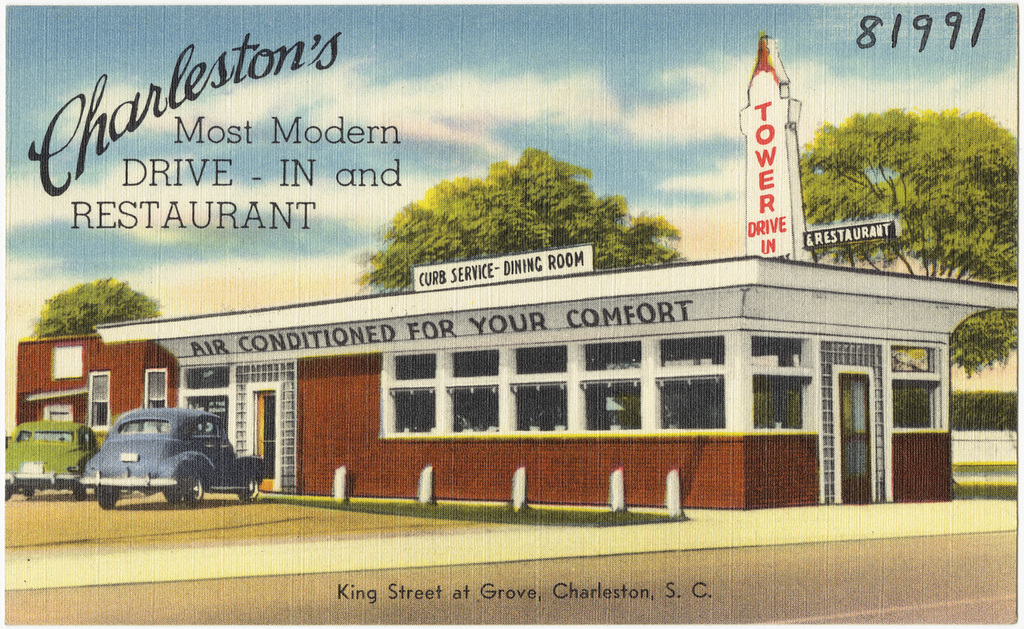 81991
Charleston's
Most Modern
DRIVE - IN and
RESTAURANT
TOWER
DRIVE
IN
& RESTAURANT
CURB SERVICE - DINING ROOM
AIR CONDITIONED FOR YOUR COMFORT
King Street at Grove, Charleston, S. C.